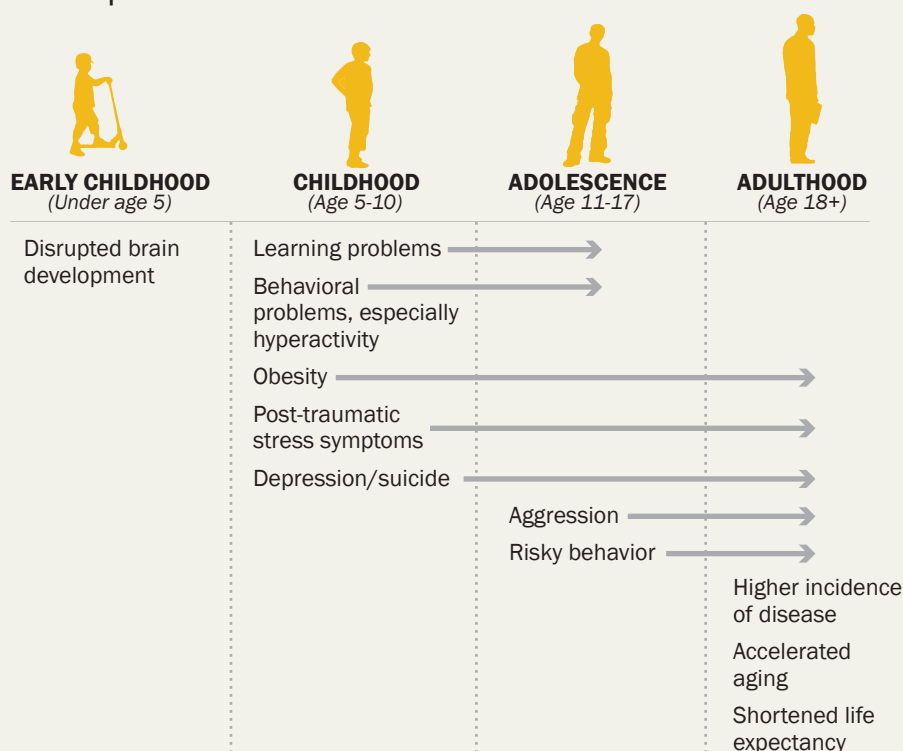 EARLY CHILDHOOD
(Under age 5)
CHILDHOOD
(Age 5-10)
ADOLESCENCE
(Age 11-17)
ADULTHOOD
(Age 18+)
Disrupted brain
development
Learning problems
Behavioral
problems, especially
hyperactivity
Obesity
Post-traumatic
stress symptoms
Depression/suicide
Aggression
Risky behavior
Higher incidence
of disease
Accelerated
aging
Shortened life
expectancy